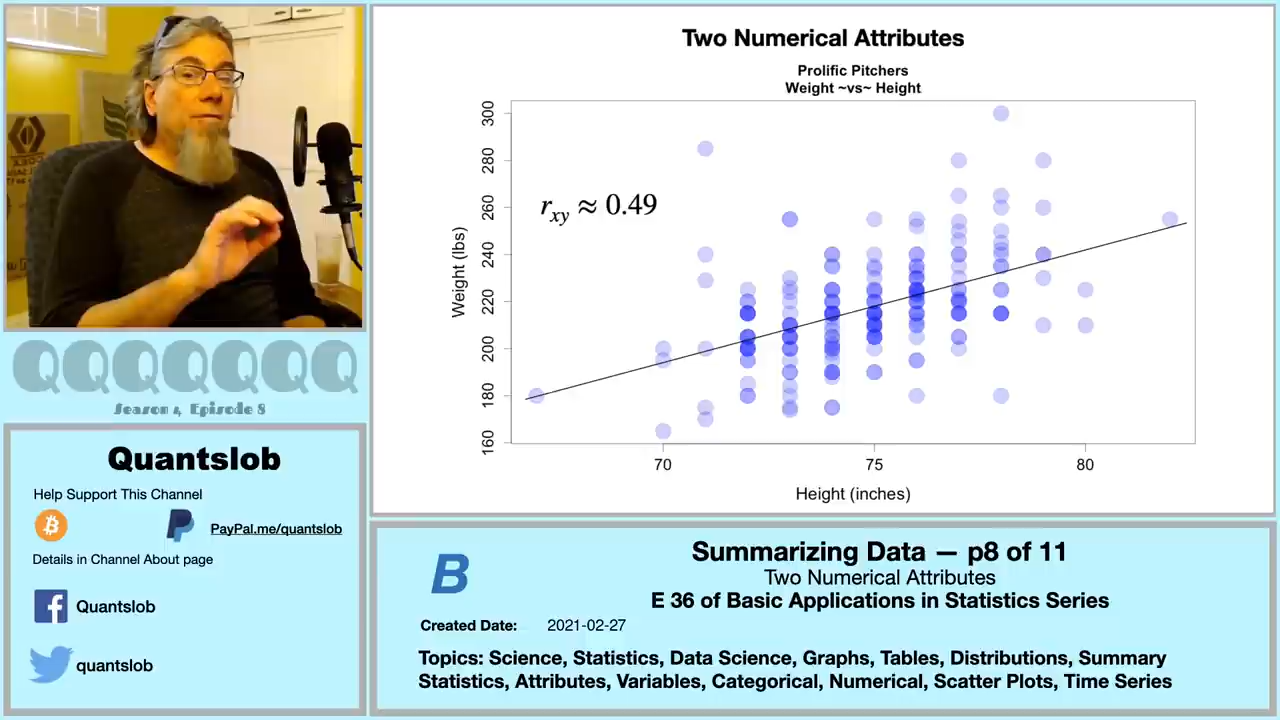 Two Numerical Attributes
Prolific Pitchers
Weight ~vs~ Height
300
280
260
240
220
200
180
160
Weight (lbs)
rxy ≈ 0.49
70 75 80
Height (inches)
QQQQQQQ
Season 4, Episode 8
Quantslob
Help Support This Channel
PayPal.me/quantslob
Details in Channel About page
Quantslob
quantslob
B
Summarizing Data — p8 of 11
Two Numerical Attributes
E 36 of Basic Applications in Statistics Series
Created Date: 2021-02-27
Topics: Science, Statistics, Data Science, Graphs, Tables, Distributions, Summary
Statistics, Attributes, Variables, Categorical, Numerical, Scatter Plots, Time Series